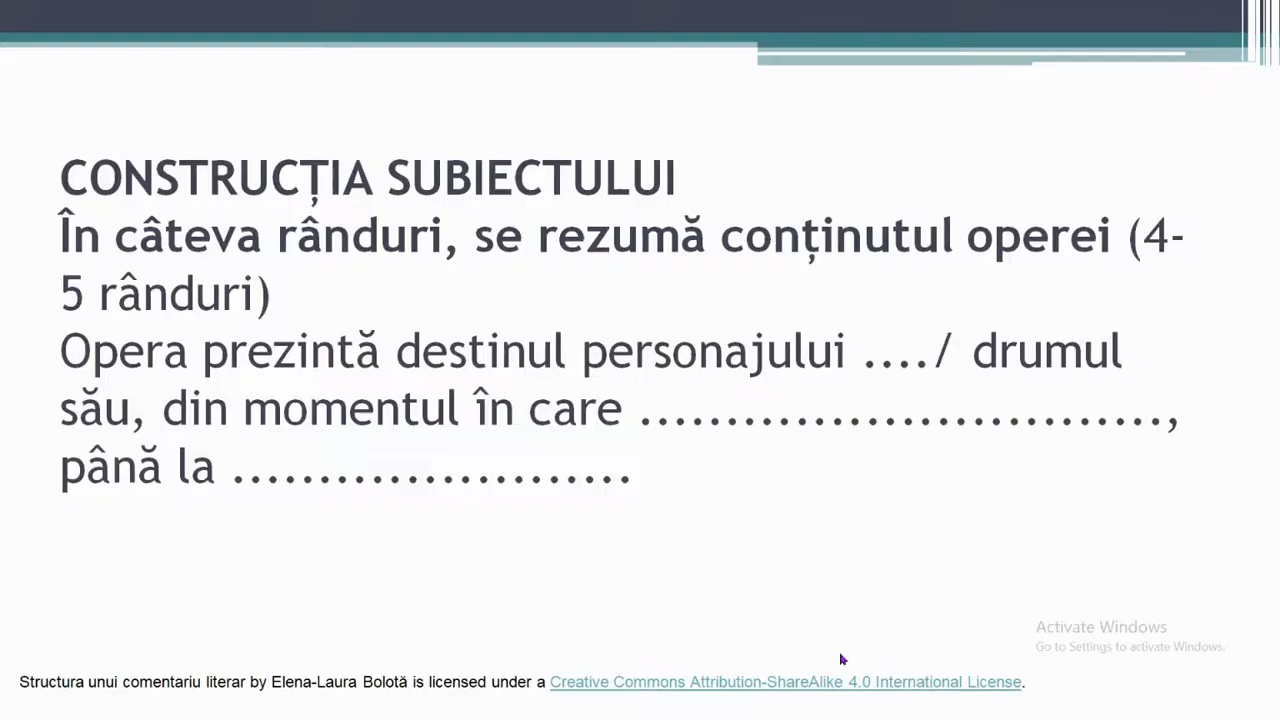 CONSTRUCȚIA SUBIECTULUI
În câteva rânduri, se rezumă conținutul operei (4-
5 rânduri)
Opera prezintă destinul personajului ..../ drumul
său, din momentul în care ..............................,
până la .......................
Activate Windows
Go to Settings to activate Windows.
Structura unui comentariu literar by Elena-Laura Bolotă is licensed under a Creative Commons Attribution-ShareAlike 4.0 International License.